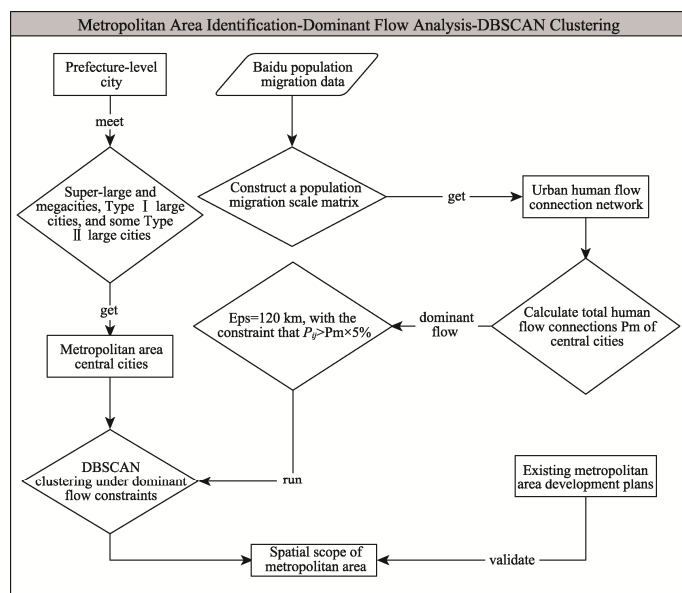 Metropolitan Area Identification-Dominant Flow Analysis-DBSCAN Clustering
Prefecture-level
city
Baidu population
migration data
meet
Super-large and
megacities, Type Ⅰ large
cities, and some Type
Ⅱ large cities
Construct a population
migration scale matrix
get
Urban human flow
connection network
get
Eps=120 km, with the
constraint that Pij>Pm×5%
dominant
flow
Calculate total human
flow connections Pm of
central cities
Metropolitan area
central cities
DBSCAN
clustering under dominant
flow constraints
run
Existing metropolitan
area development plans
Spatial scope of
metropolitan area
validate